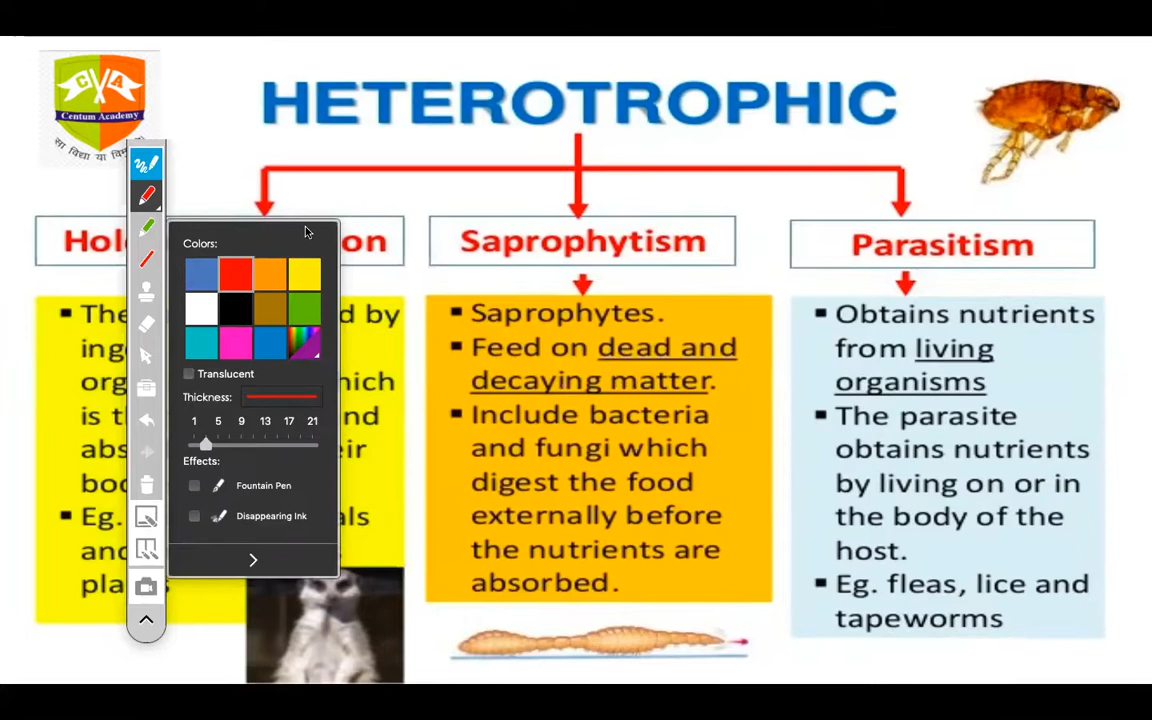 C A
Centum Academy
सा विद्या या
HETEROTROPHIC
Colors:
Translucent
Thickness:
1 5 9 13 17 21
Effects:
Fountain Pen
Disappearing Ink
Hol on
▪ The d by
ing
org hich
is t nd
abs eir
bod
▪ Eg. als
and
pla s
Saprophytism
▪ Saprophytes.
▪ Feed on dead and
decaying matter.
▪ Include bacteria
and fungi which
digest the food
externally before
the nutrients are
absorbed.
Parasitism
▪ Obtains nutrients
from living
organisms
▪ The parasite
obtains nutrients
by living on or in
the body of the
host.
▪ Eg. fleas, lice and
tapeworms